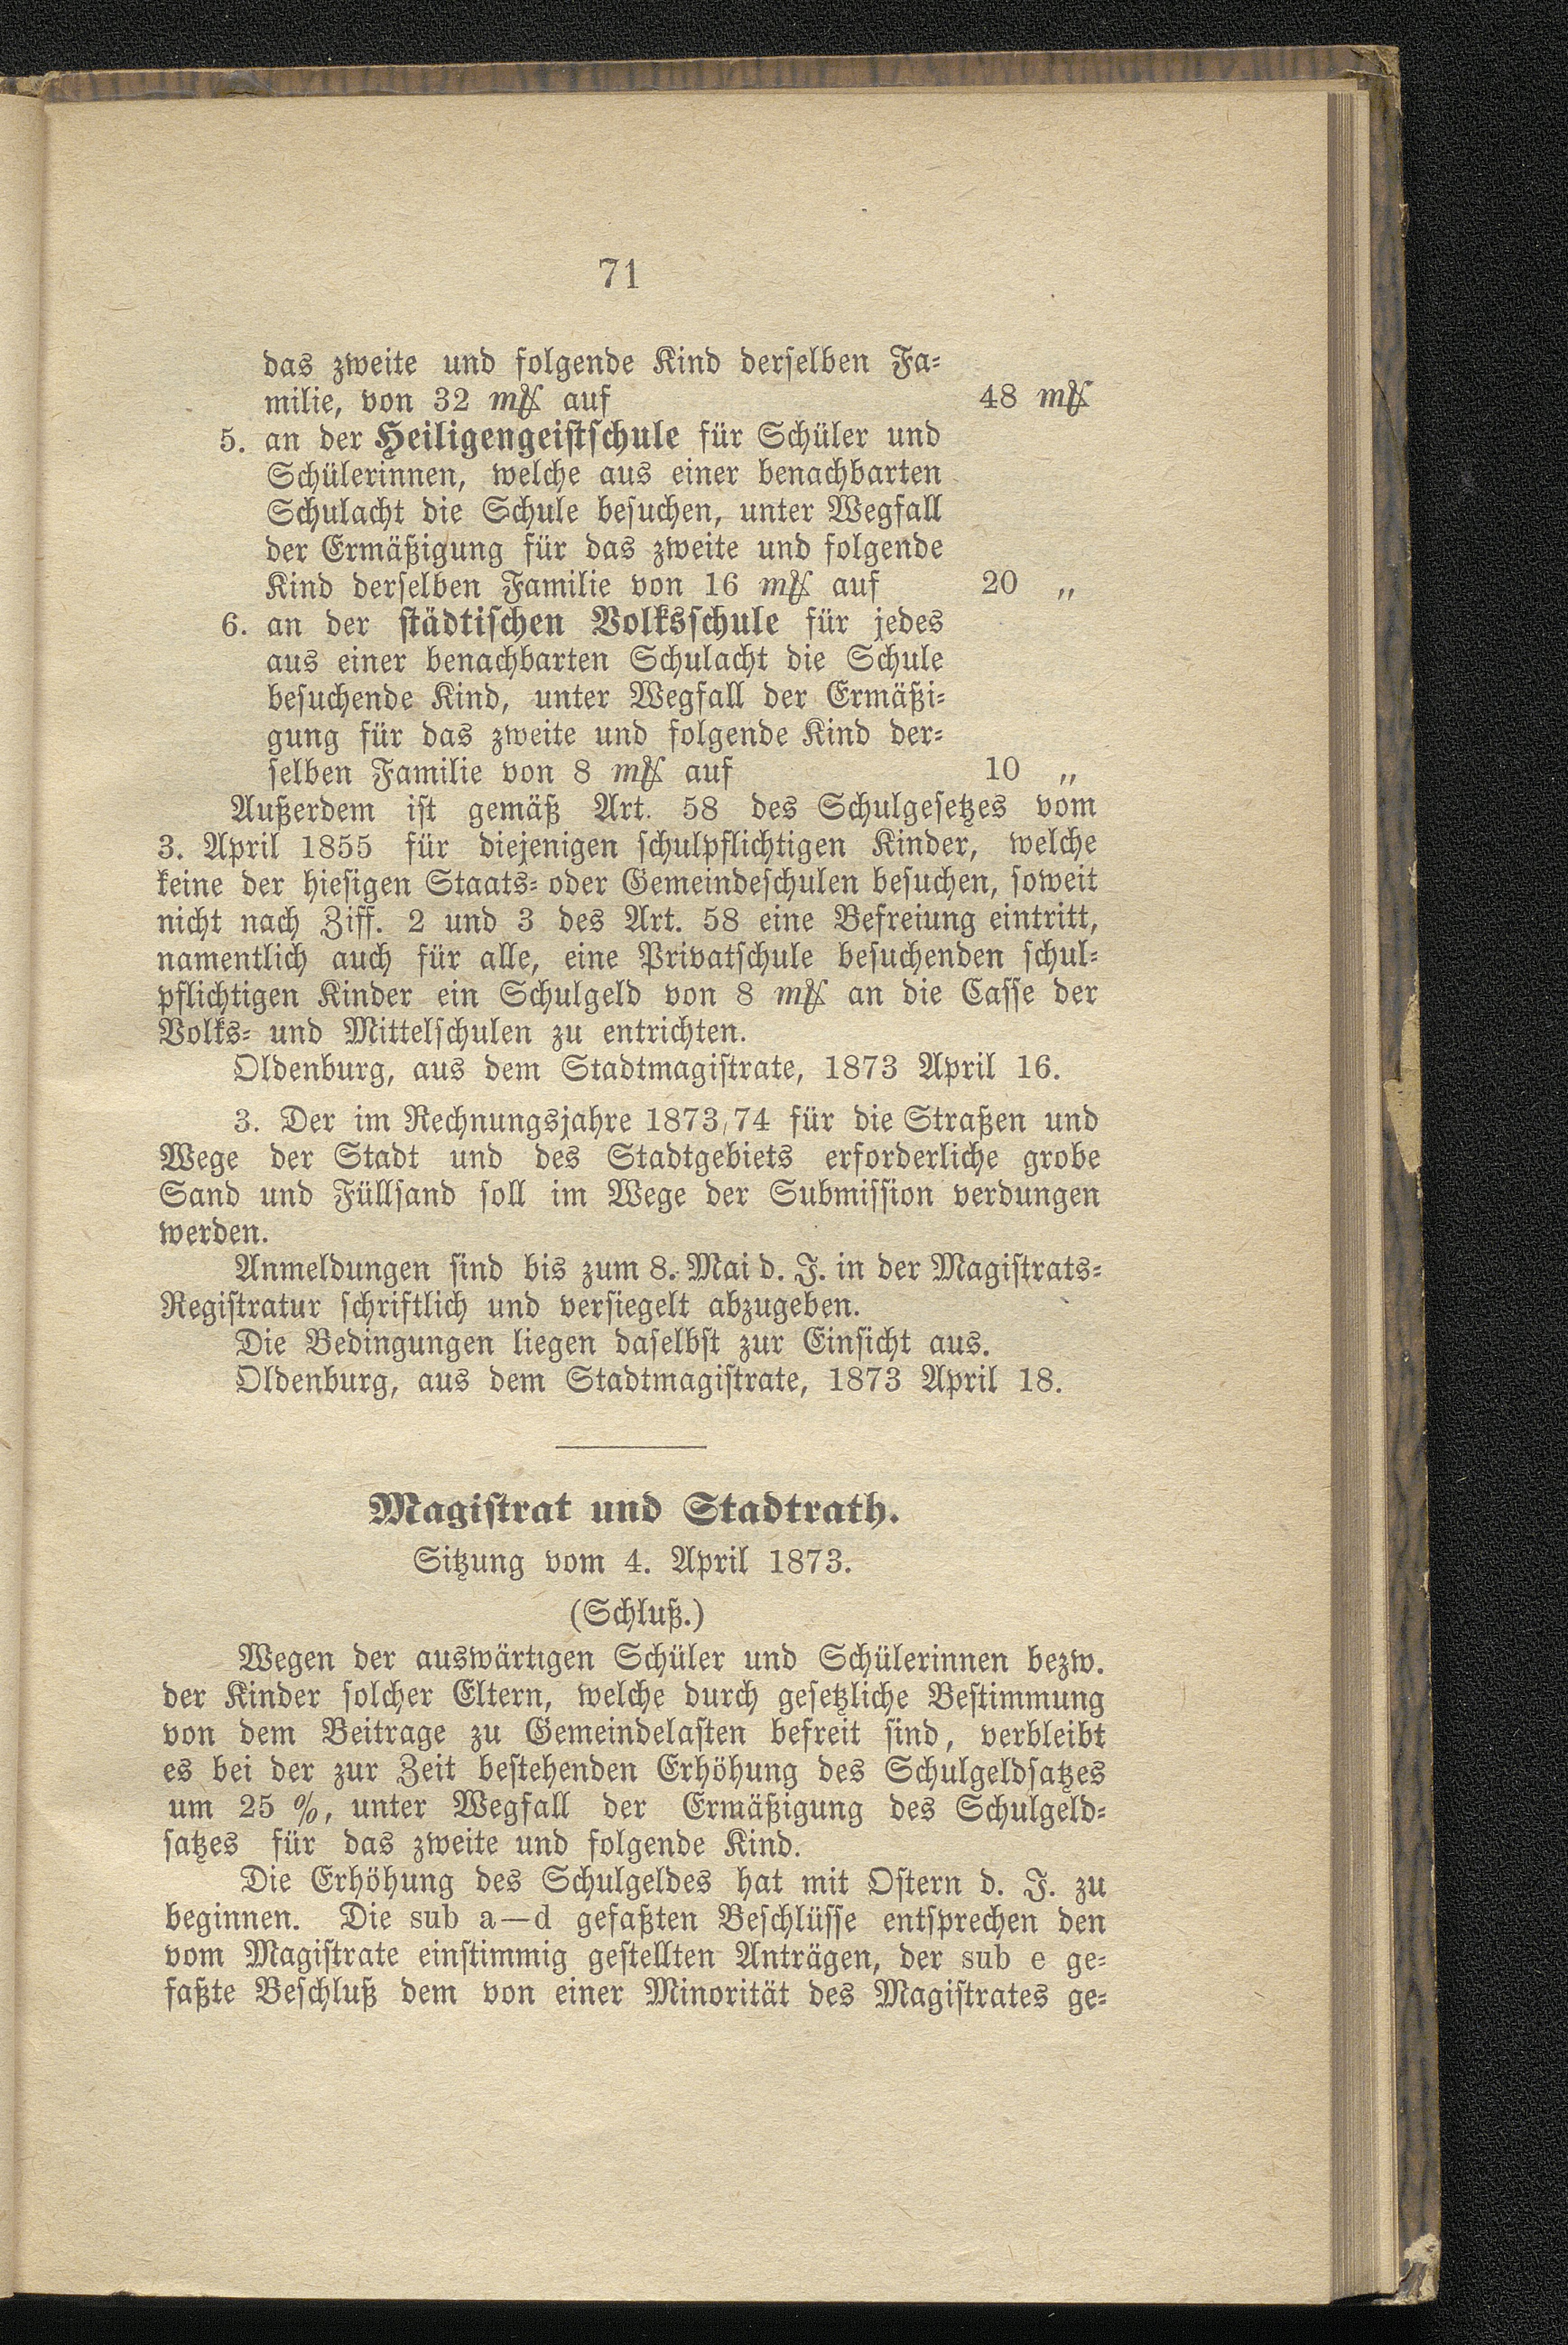 71
das zweite und folgende Kind derselben Fa-
milie, von 32 m₰ auf 48 m₰
5. an der Heiligengeistschule für Schüler und
Schülerinnen, welche aus einer benachbarten
Schulacht die Schule besuchen, unter Wegfall
der Ermäßigung für das zweite und folgende
Kind derselben Familie von 16 m₰ auf 20 „
6. an der städtischen Volksschule für jedes
aus einer benachbarten Schulacht die Schule
besuchende Kind, unter Wegfall der Ermäßi-
gung für das zweite und folgende Kind der-
selben Familie von 8 m₰ auf 10 „
Außerdem ist gemäß Art. 58 des Schulgesetzes vom
3. April 1855 für diejenigen schulpflichtigen Kinder, welche
keine der hiesigen Staats- oder Gemeindeschulen besuchen, soweit
nicht nach Ziff. 2 und 3 des Art. 58 eine Befreiung eintritt,
namentlich auch für alle, eine Privatschule besuchenden schul-
pflichtigen Kinder ein Schulgeld von 8 m₰ an die Casse der
Volks- und Mittelschulen zu entrichten.
Oldenburg, aus dem Stadtmagistrate, 1873 April 16.
3. Der im Rechnungsjahre 1873/74 für die Straßen und
Wege der Stadt und des Stadtgebiets erforderliche grobe
Sand und Füllsand soll im Wege der Submission verdungen
werden.
Anmeldungen sind bis zum 8. Mai d. J. in der Magistrats-
Registratur schriftlich und versiegelt abzugeben.
Die Bedingungen liegen daselbst zur Einsicht aus.
Oldenburg, aus dem Stadtmagistrate, 1873 April 18.
Magistrat und Stadtrath.
Sitzung vom 4. April 1873.
(Schluß.)
Wegen der auswärtigen Schüler und Schülerinnen bezw.
der Kinder solcher Eltern, welche durch gesetzliche Bestimmung
von dem Beitrage zu Gemeindelasten befreit sind, verbleibt
es bei der zur Zeit bestehenden Erhöhung des Schulgeldsatzes
um 25 %, unter Wegfall der Ermäßigung des Schulgeld-
satzes für das zweite und folgende Kind.
Die Erhöhung des Schulgeldes hat mit Ostern d. J. zu
beginnen. Die sub a—d gefaßten Beschlüsse entsprechen den
vom Magistrate einstimmig gestellten Anträgen, der sub e ge-
faßte Beschluß dem von einer Minorität des Magistrates ge-